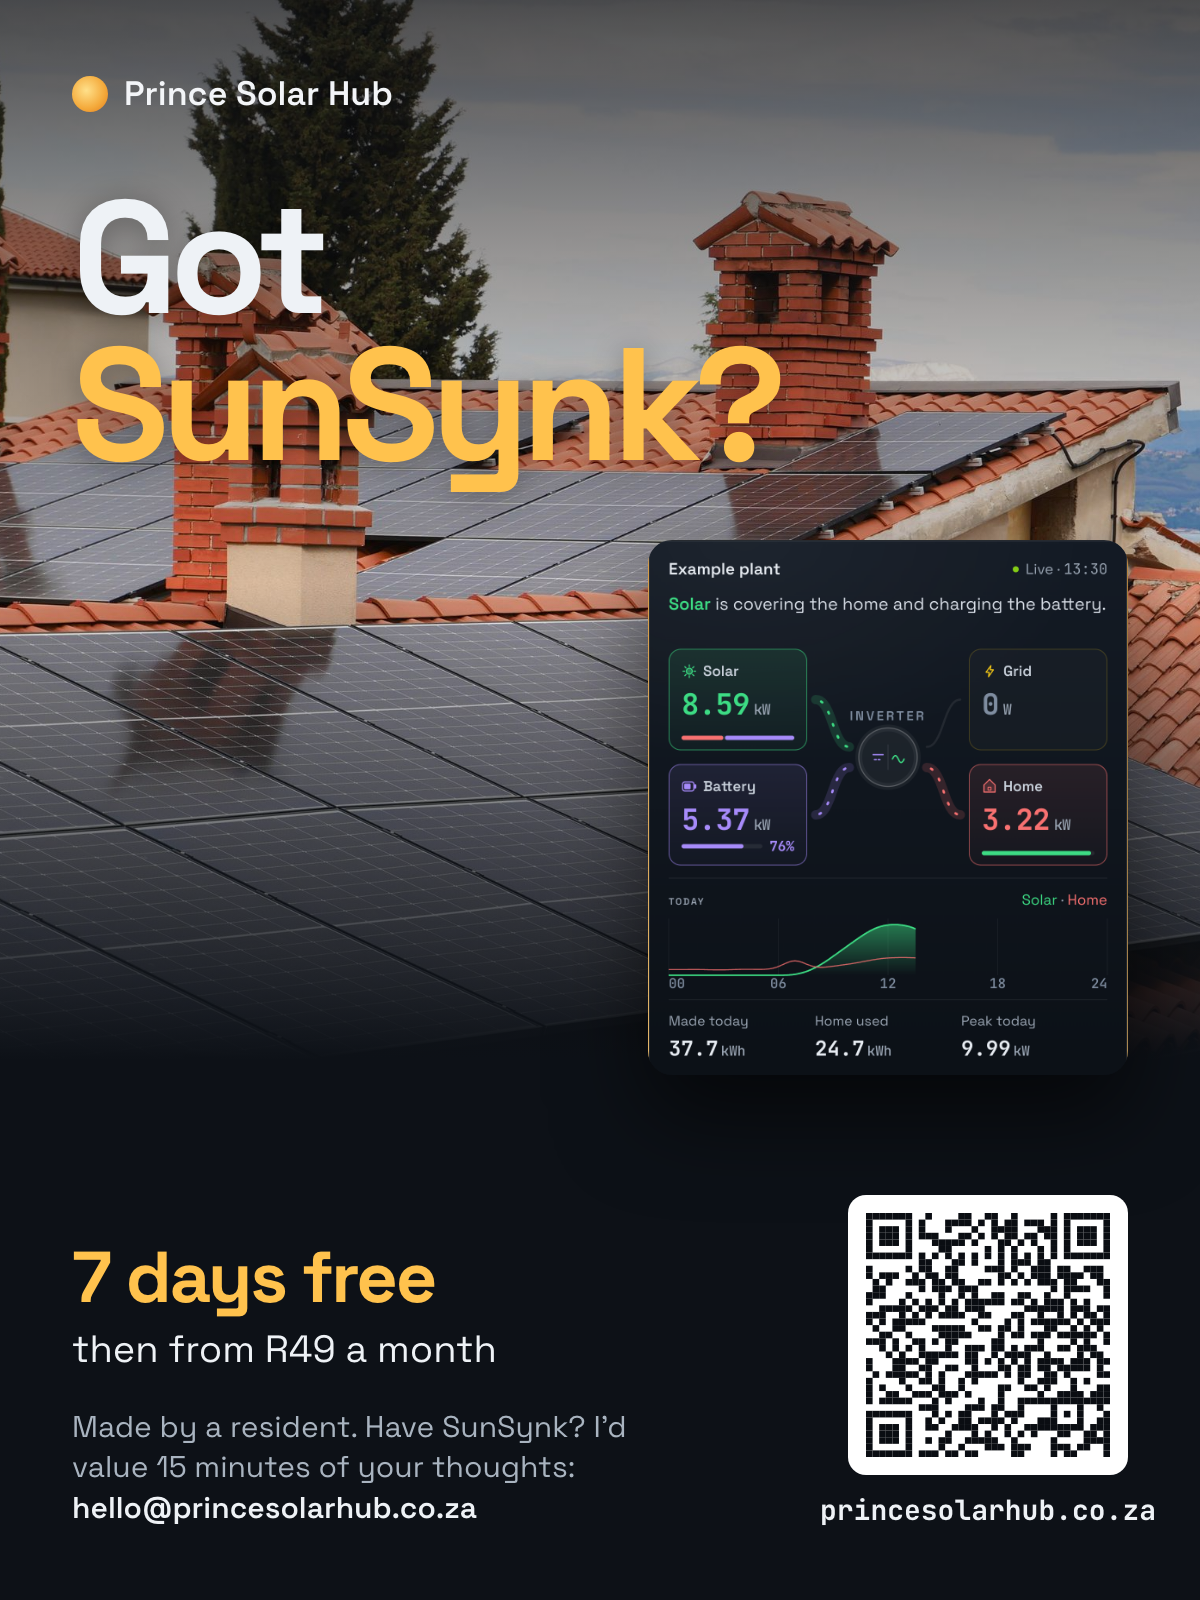 Prince Solar Hub
Got
SunSynk?
Example plant
Live · 13:30
Solar is covering the home and charging the battery.
Solar
8.59 kW
Grid
0 W
INVERTER
Battery
5.37 kW
76%
Home
3.22 kW
TODAY
Solar · Home
00 06 12 18 24
Made today
37.7 kWh
Home used
24.7 kWh
Peak today
9.99 kW
7 days free
then from R49 a month
Made by a resident. Have SunSynk? I’d
value 15 minutes of your thoughts:
hello@princesolarhub.co.za
princesolarhub.co.za